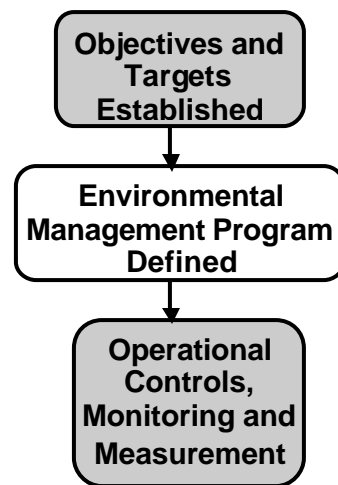 Objectives and
Targets
Established
Environmental
Management Program
Defined
Operational
Controls,
Monitoring and
Measurement